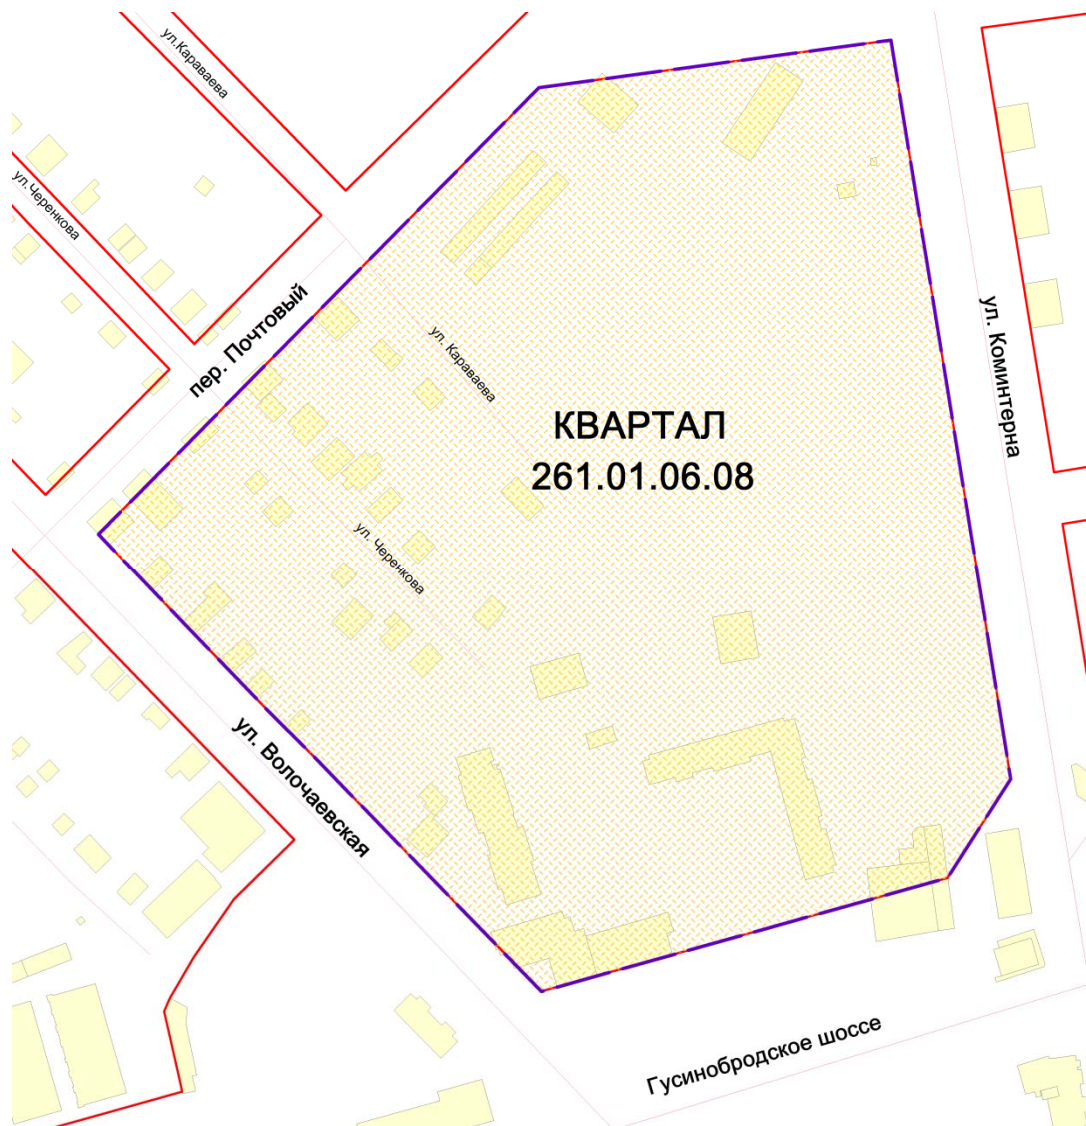 ул.Караваева
ул.Черенкова
пер. Почтовый
ул. Караваева
ул. Коминтерна
КВАРТАЛ
261.01.06.08
ул. Черенкова
ул. Волочаевская
Гусинобродское шоссе